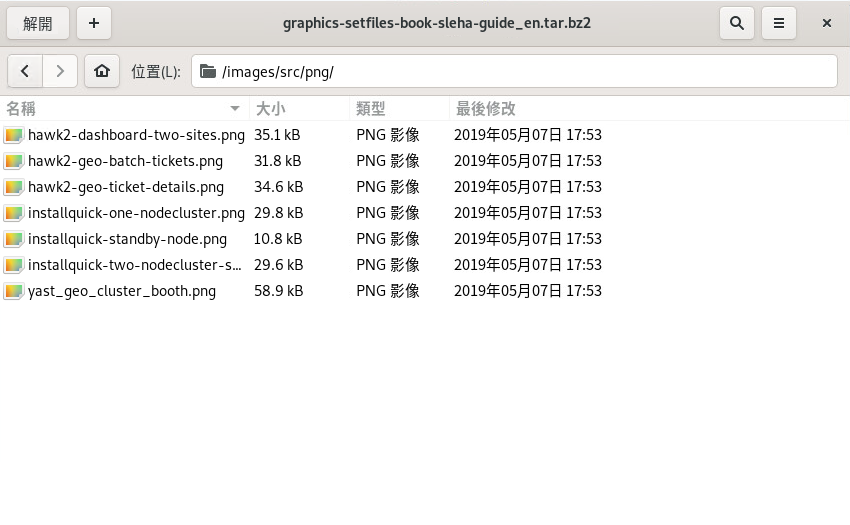 解開 + graphics-setfiles-book-sleha-guide_en.tar.bz2
位置(L): /images/src/png/
名稱 大小 類型 最後修改
hawk2-dashboard-two-sites.png 35.1 kB PNG 影像 2019年05月07日 17:53
hawk2-geo-batch-tickets.png 31.8 kB PNG 影像 2019年05月07日 17:53
hawk2-geo-ticket-details.png 34.6 kB PNG 影像 2019年05月07日 17:53
installquick-one-nodecluster.png 29.8 kB PNG 影像 2019年05月07日 17:53
installquick-standby-node.png 10.8 kB PNG 影像 2019年05月07日 17:53
installquick-two-nodecluster-s... 29.6 kB PNG 影像 2019年05月07日 17:53
yast_geo_cluster_booth.png 58.9 kB PNG 影像 2019年05月07日 17:53